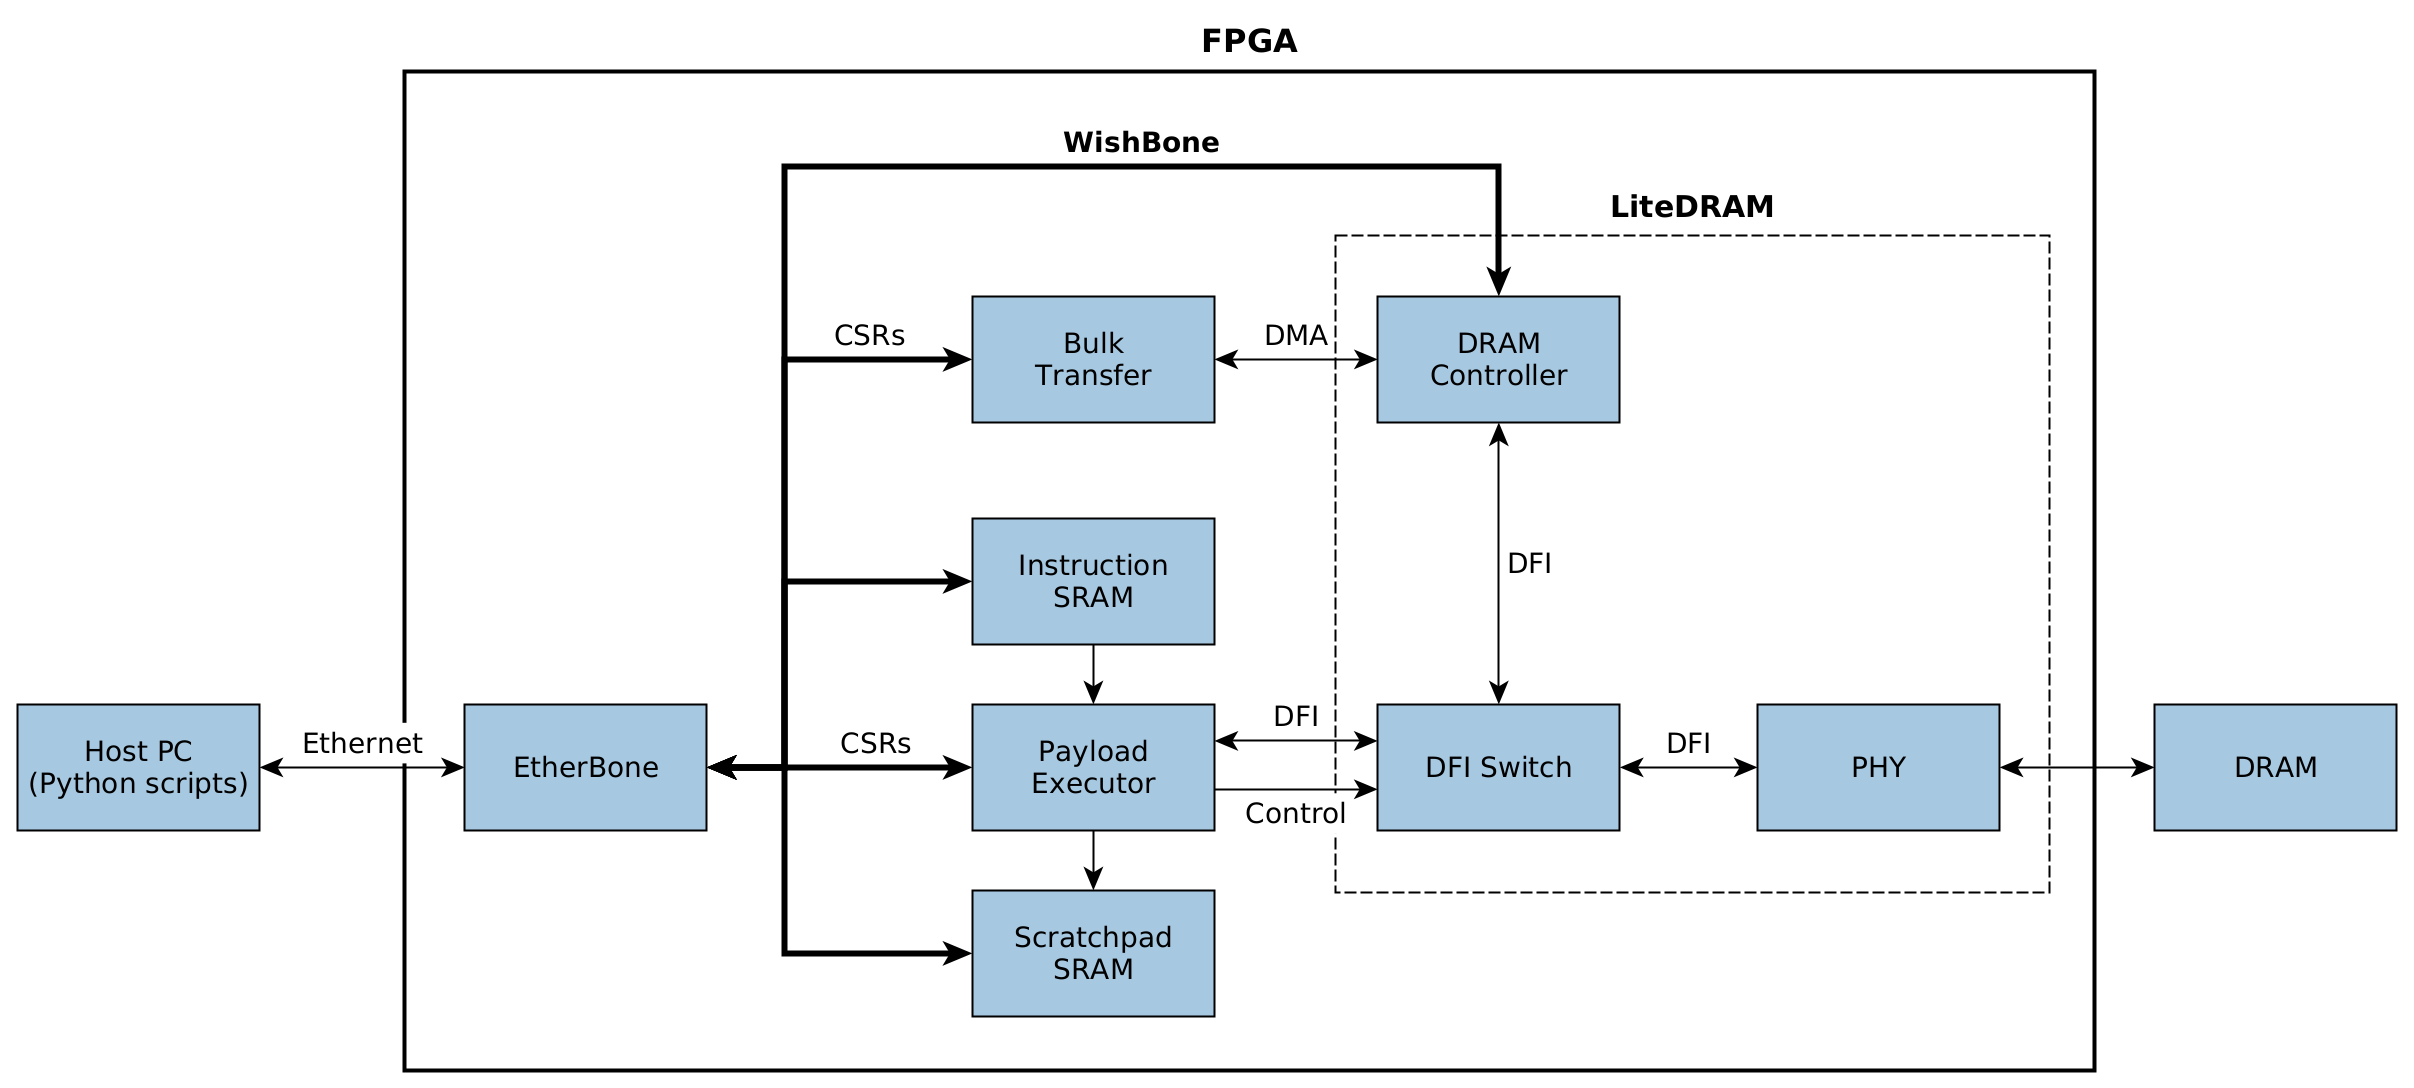 FPGA
WishBone
LiteDRAM
CSRs
Bulk
Transfer
DMA
DRAM
Controller
Instruction
SRAM
DFI
Host PC
(Python scripts)
Ethernet
EtherBone
CSRs
Payload
Executor
DFI
Control
DFI Switch
DFI
PHY
DRAM
Scratchpad
SRAM